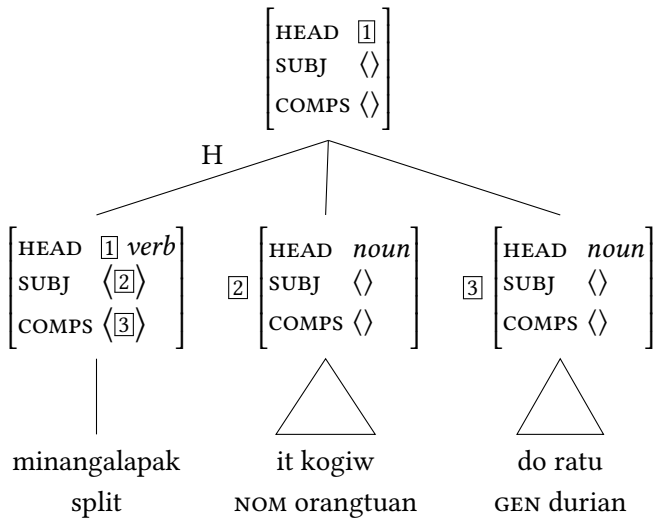 HEAD 1
SUBJ ⟨⟩
COMPS ⟨⟩
H
HEAD 1 verb
SUBJ ⟨2⟩
COMPS ⟨3⟩
2
HEAD noun
SUBJ ⟨⟩
COMPS ⟨⟩
3
HEAD noun
SUBJ ⟨⟩
COMPS ⟨⟩
minangalapak
split
it kogiw
NOM orangtuan
do ratu
GEN durian